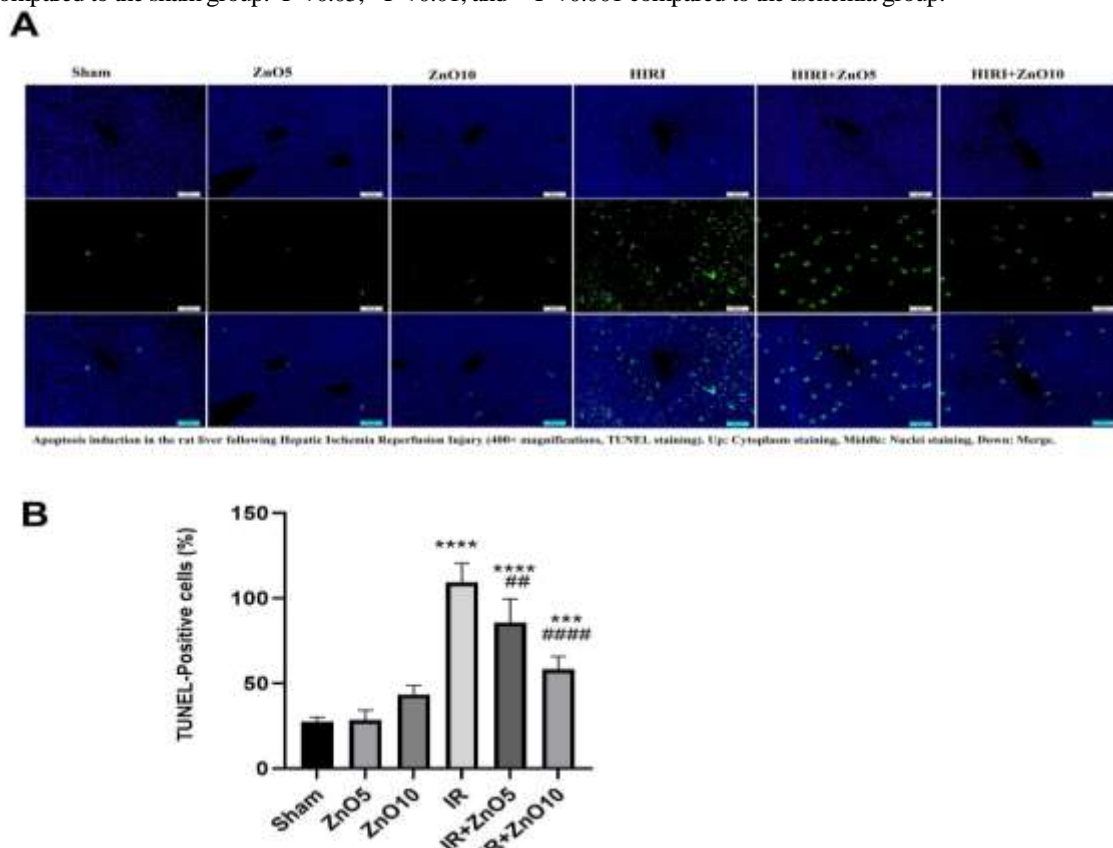 compared to the sham group. P <0.05, P <0.01, and P <0.001 compared to the ischemia group.
A
Sham ZnO5 ZnO10 HIRI HIRI+ZnO5 HIRI+ZnO10
Apoptosis induction in the rat liver following Hepatic Ischemia Reperfusion Injury (400× magnifications, TUNEL staining). Up: Cytoplasm staining, Middle: Nuclei staining, Down: Merge.
B
TUNEL-Positive cells (%)
150
100
50
0
****
****
##
***
####
Sham ZnO5 ZnO10 IR IR+ZnO5 IR+ZnO10